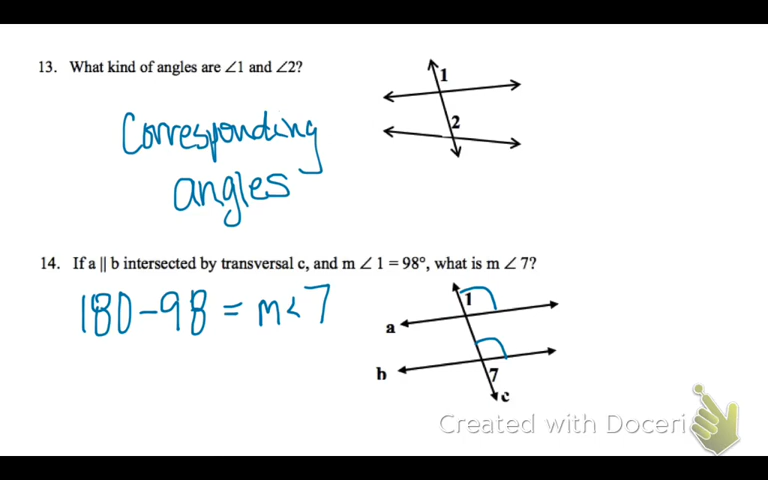 13. What kind of angles are ∠1 and ∠2?
1
2
Corresponding
angles
14. If a || b intersected by transversal c, and m ∠ 1 = 98°, what is m ∠ 7?
180-98 = m< 7
1
a
b
7
c
Created with Doceri